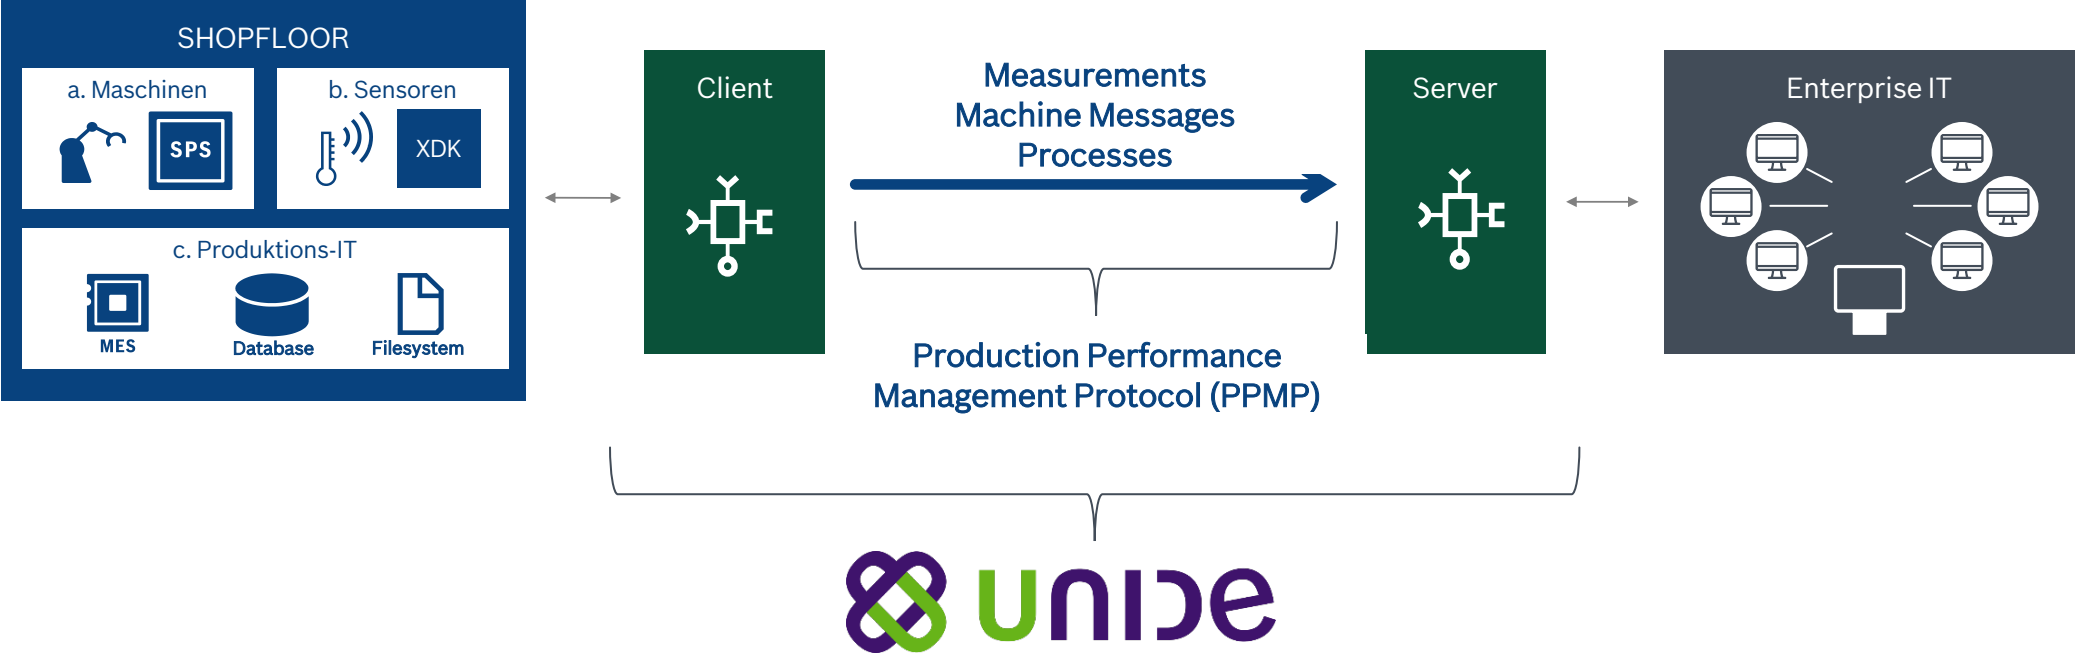 SHOPFLOOR
a. Maschinen
SPS
b. Sensoren
XDK
c. Produktions-IT
MES
Database
Filesystem
Client
Measurements
Machine Messages
Processes
Production Performance
Management Protocol (PPMP)
Server
Enterprise IT
UNIDE